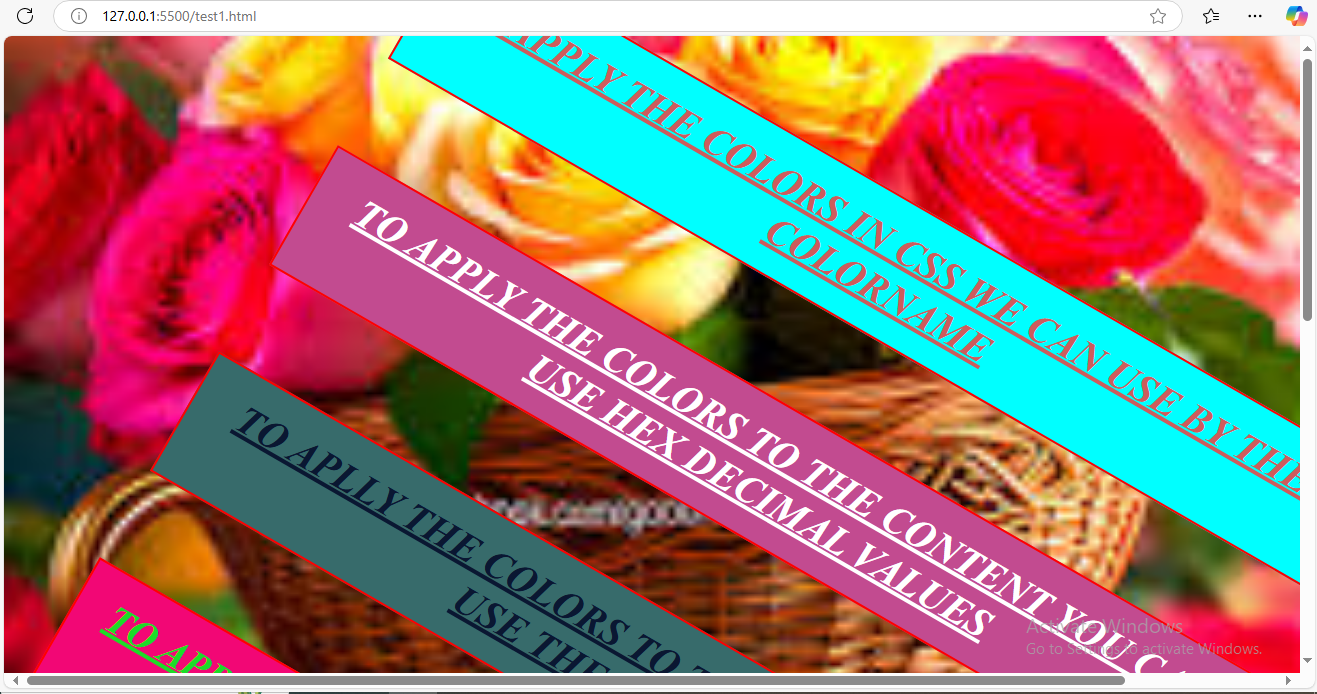 127.0.0.1:5500/test1.html
APPLY THE COLORS IN CSS WE CAN USE BY THE
COLORNAME
TO APPLY THE COLORS TO THE CONTENT YOU
USE HEX DECIMAL VALUES
TO APLLY THE COLORS TO
USE THE
TO
Activate Windows
Go to Settings to activate Windows.